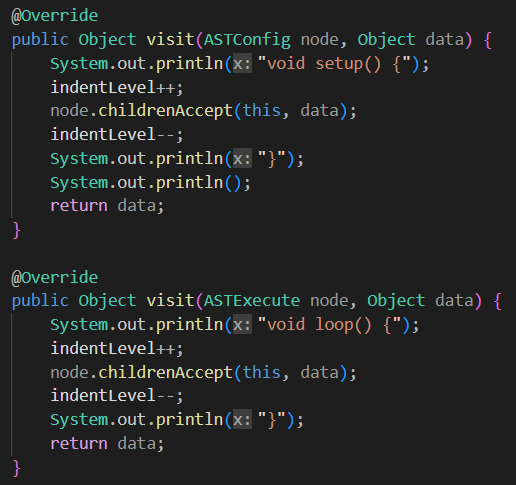 @Override
public Object visit(ASTConfig node, Object data) {
    System.out.println(x: "void setup() {");
    indentLevel++;
    node.childrenAccept(this, data);
    indentLevel--;
    System.out.println(x: "}");
    System.out.println();
    return data;
}

@Override
public Object visit(ASTExecute node, Object data) {
    System.out.println(x: "void loop() {");
    indentLevel++;
    node.childrenAccept(this, data);
    indentLevel--;
    System.out.println(x: "}");
    return data;
}